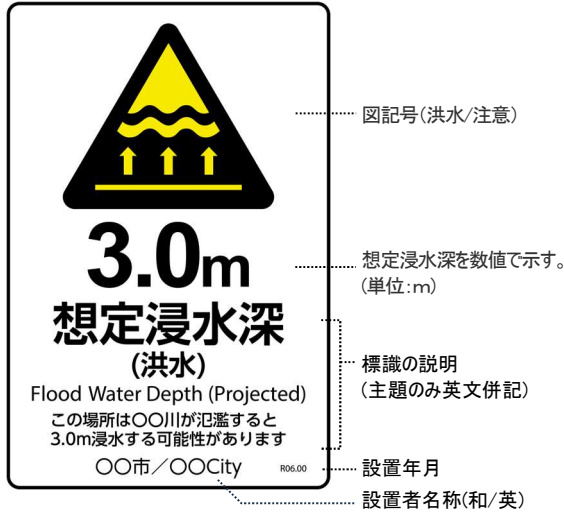 図記号(洪水/注意)
3.0m
想定浸水深を数値で示す。
(単位:m)
想定浸水深
(洪水)
Flood Water Depth (Projected)
この場所は〇〇川が氾濫すると
3.0m浸水する可能性があります
標識の説明
(主題のみ英文併記)
〇〇市/〇〇City
R06.00
設置年月
設置者名称(和/英)